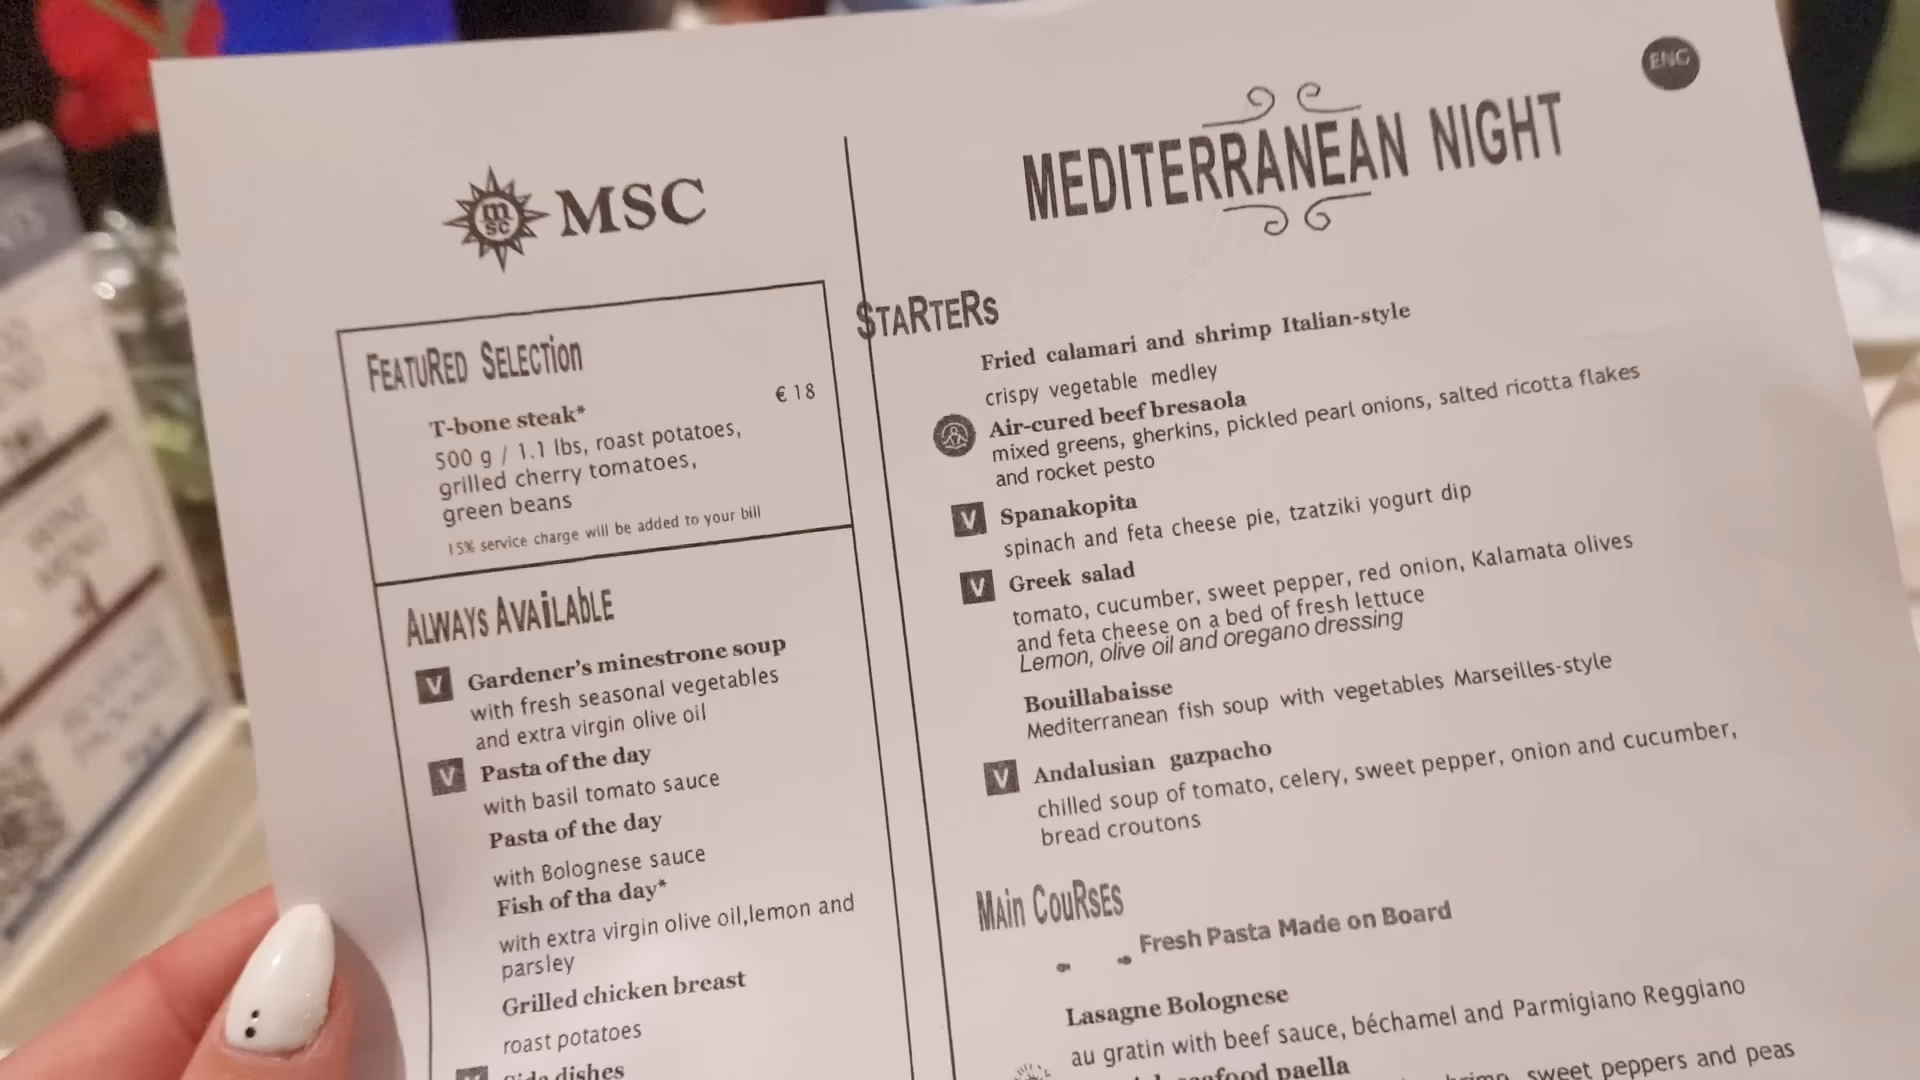 ENG
MSC
m
sc
MEDITERRANEAN NIGHT
FEATURED SELECTION
T-bone steak* € 18
500 g / 1.1 lbs, roast potatoes,
grilled cherry tomatoes,
green beans
15% service charge will be added to your bill
ALWAYS AVAILABLE
V Gardener's minestrone soup
with fresh seasonal vegetables
and extra virgin olive oil
V Pasta of the day
with basil tomato sauce
Pasta of the day
with Bolognese sauce
Fish of tha day*
with extra virgin olive oil,lemon and
parsley
Grilled chicken breast
roast potatoes
Side dishes
STARTERS
Fried calamari and shrimp Italian-style
crispy vegetable medley
Air-cured beef bresaola
mixed greens, gherkins, pickled pearl onions, salted ricotta flakes
and rocket pesto
V Spanakopita
spinach and feta cheese pie, tzatziki yogurt dip
V Greek salad
tomato, cucumber, sweet pepper, red onion, Kalamata olives
and feta cheese on a bed of fresh lettuce
Lemon, olive oil and oregano dressing
Bouillabaisse
Mediterranean fish soup with vegetables Marseilles-style
V Andalusian gazpacho
chilled soup of tomato, celery, sweet pepper, onion and cucumber,
bread croutons
MAIN COURSES
Fresh Pasta Made on Board
Lasagne Bolognese
au gratin with beef sauce, béchamel and Parmigiano Reggiano
seafood paella
sweet peppers and peas